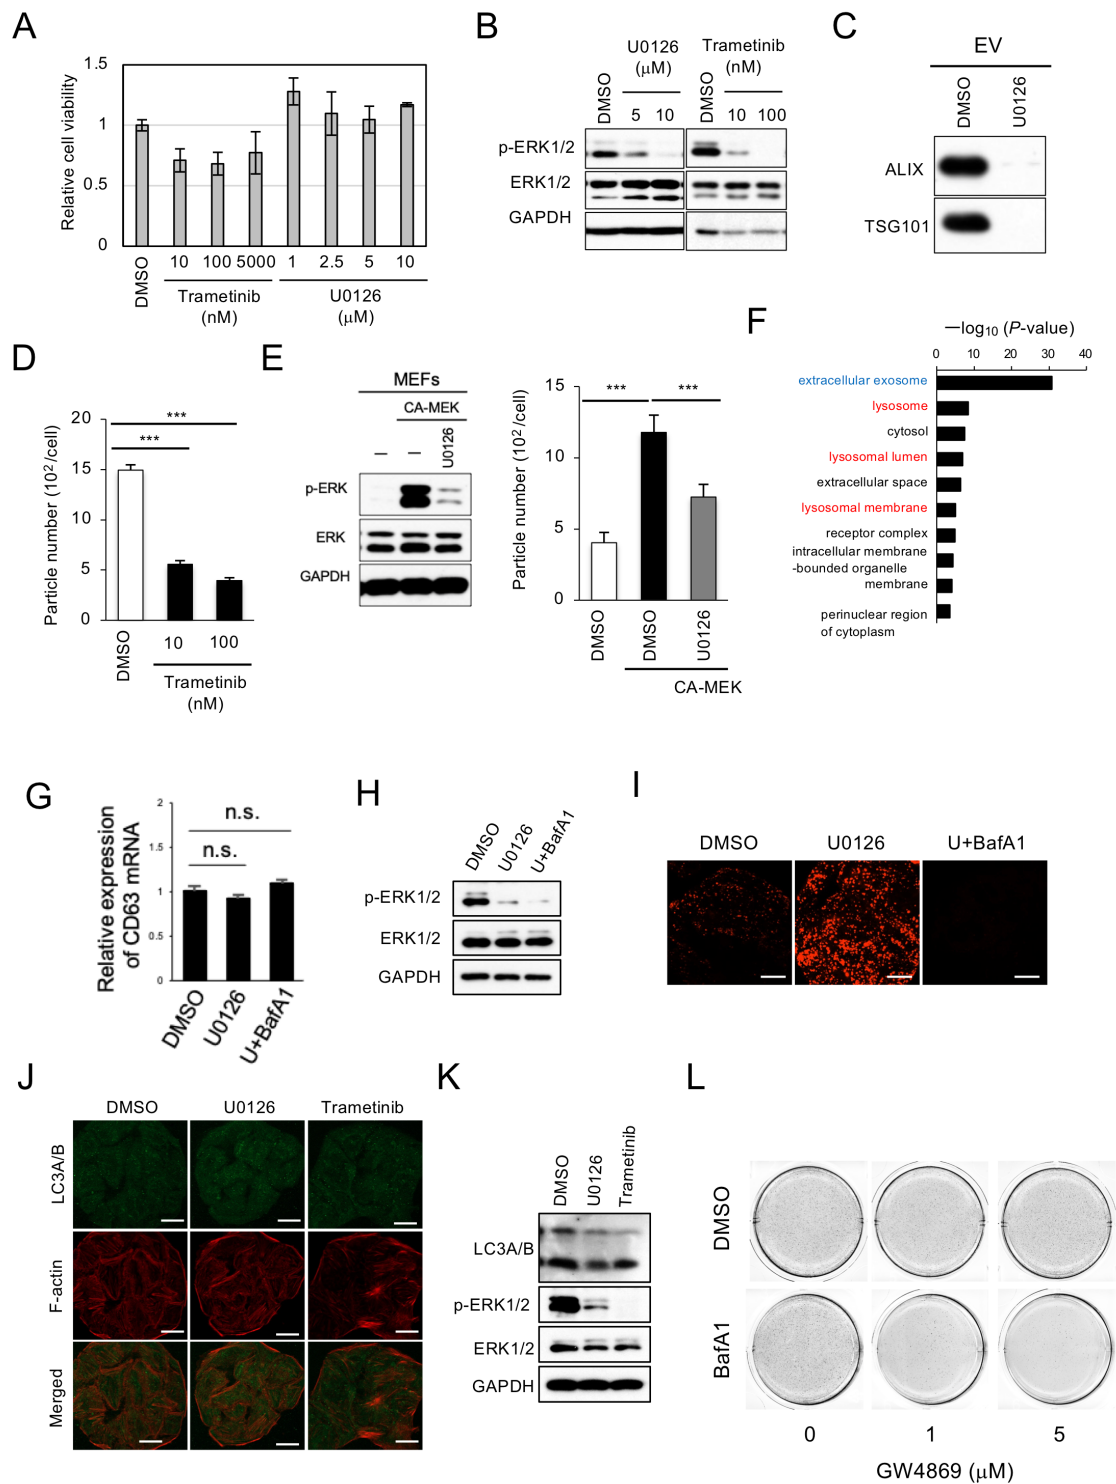 A
1.5
1
0.5
0
Relative cell viability
DMSO
10 100 5000 1 2.5 5 10
Trametinib
(nM)
U0126
(μM)
B
U0126
(μM)
Trametinib
(nM)
DMSO 5 10 DMSO 10 100
p-ERK1/2
ERK1/2
GAPDH
C
EV
DMSO U0126
ALIX
TSG101
D
20
15
10
5
0
Particle number (10² /cell)
***
***
DMSO
10 100
Trametinib
(nM)
E
MEFs
CA-MEK
— — U0126
p-ERK
ERK
GAPDH
15
10
5
0
Particle number (10² /cell)
*** ***
DMSO DMSO U0126
CA-MEK
F
—log₁₀ (P-value)
0 10 20 30 40
extracellular exosome
lysosome
cytosol
lysosomal lumen
extracellular space
lysosomal membrane
receptor complex
intracellular membrane
-bounded organelle
membrane
perinuclear region
of cytoplasm
G
2
1.5
1
0.5
0
Relative expression
of CD63 mRNA
n.s.
n.s.
DMSO U0126 U+BafA1
H
DMSO U0126 U+BafA1
p-ERK1/2
ERK1/2
GAPDH
I
DMSO U0126 U+BafA1
J
DMSO U0126 Trametinib
LC3A/B
F-actin
Merged
K
DMSO U0126 Trametinib
LC3A/B
p-ERK1/2
ERK1/2
GAPDH
L
DMSO
BafA1
0 1 5
GW4869 (μM)